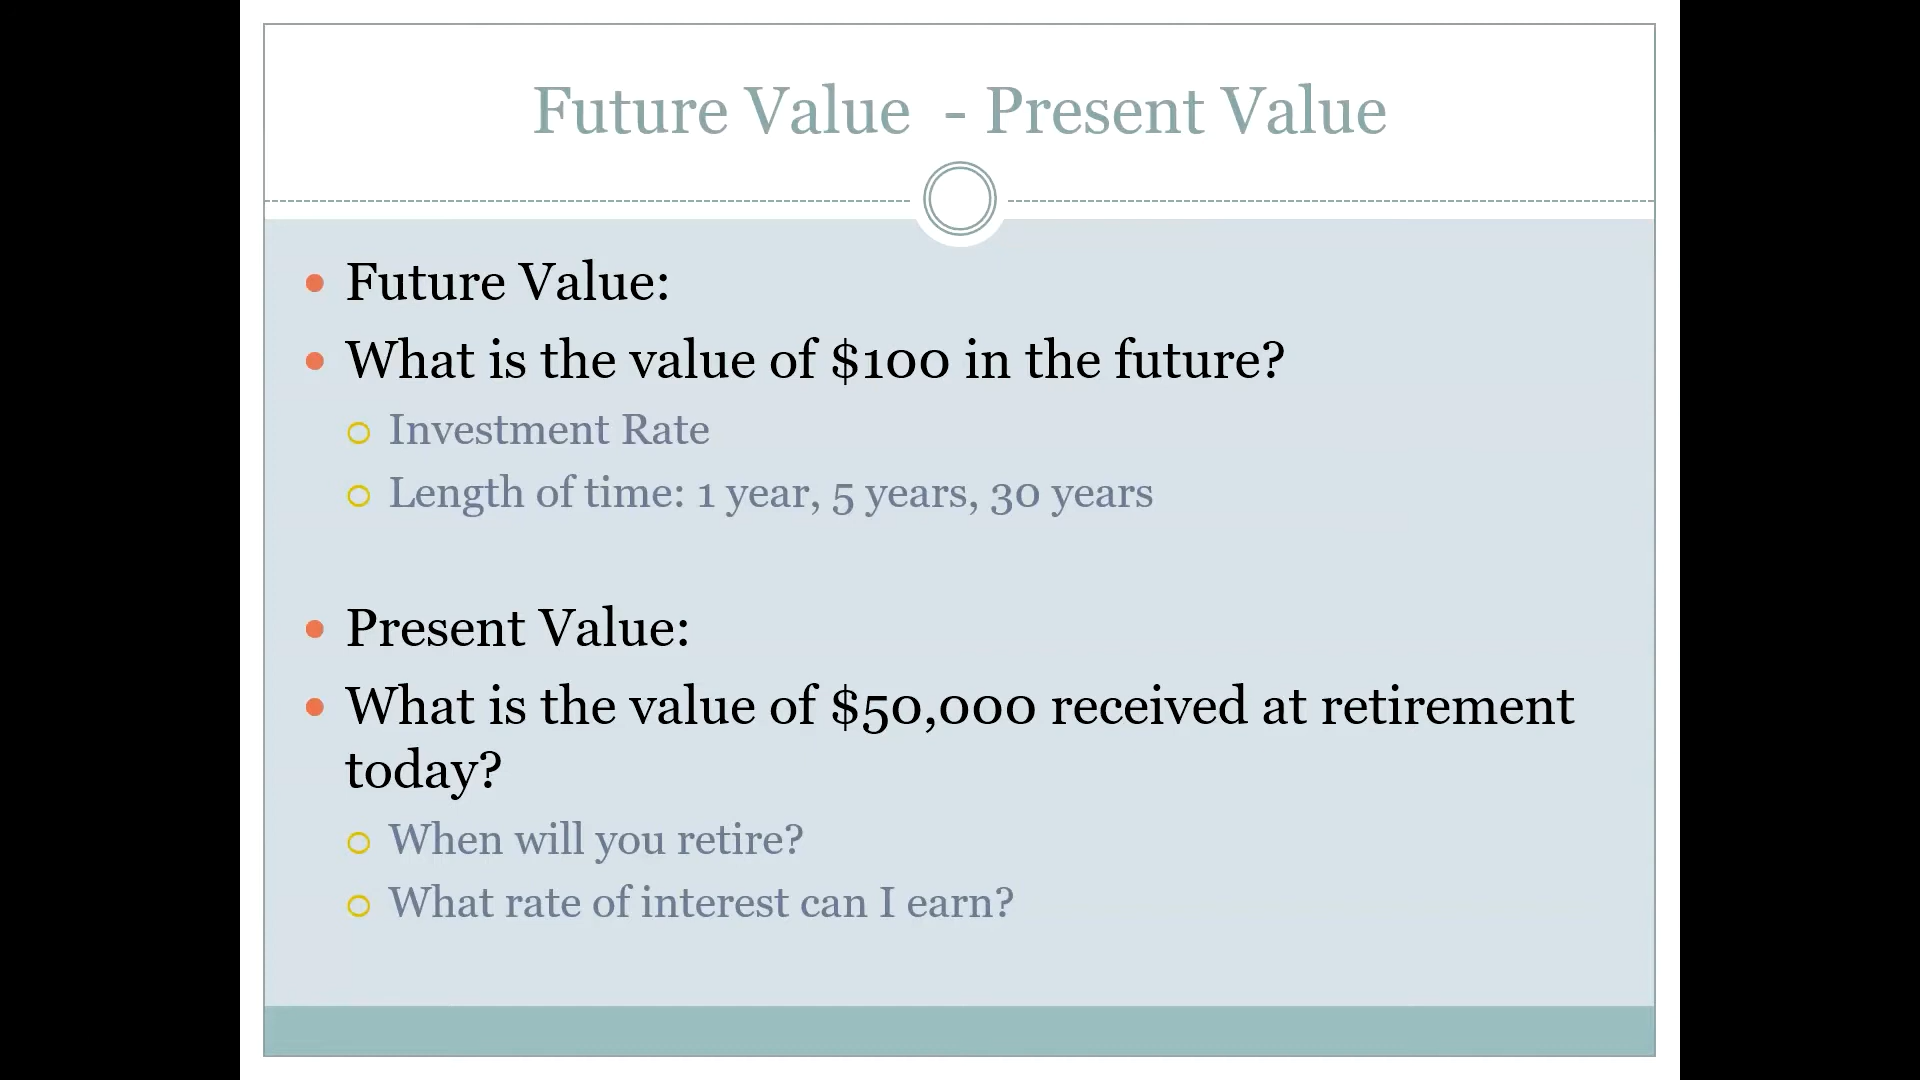 Future Value - Present Value
Future Value:
What is the value of $100 in the future?
Investment Rate
Length of time: 1 year, 5 years, 30 years
Present Value:
What is the value of $50,000 received at retirement
today?
When will you retire?
What rate of interest can I earn?